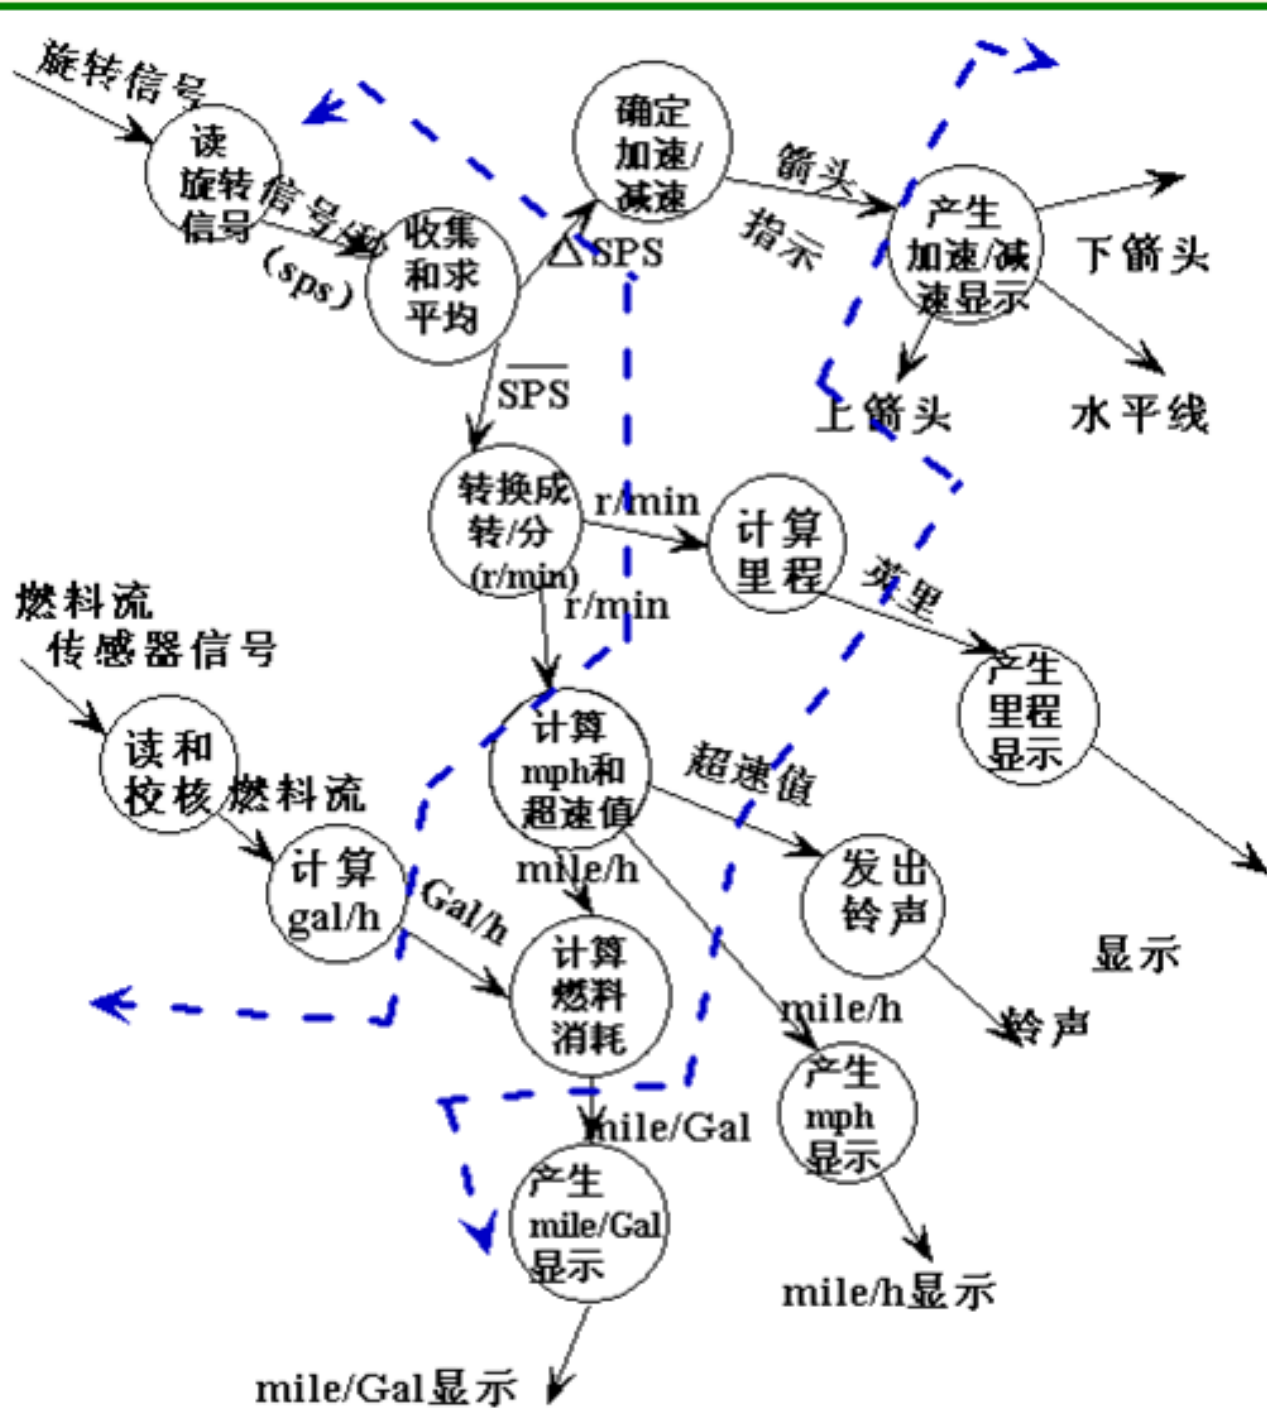 旋转信号
读
旋转
信号
信号/秒
(sps)
收集
和求
平均
△SPS
确定
加速/
减速
箭头
指示
产生
加速/减
速显示
下箭头
上箭头
水平线
SPS
转换成
转/分
(r/min)
r/min
r/min
计算
里程
英里
产生
里程
显示
显示
燃料流
传感器信号
读和
校核
燃料流
计算
gal/h
Gal/h
计算
mph和
超速值
超速值
mile/h
发出
铃声
铃声
计算
燃料
消耗
mile/h
产生
mph
显示
mile/h显示
mile/Gal
产生
mile/Gal
显示
mile/Gal显示